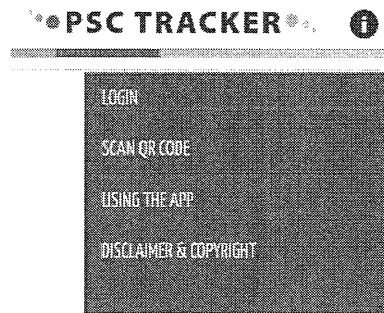 PSC TRACKER
i
LOGIN
SCAN QR CODE
USING THE APP
DISCLAIMER & COPYRIGHT